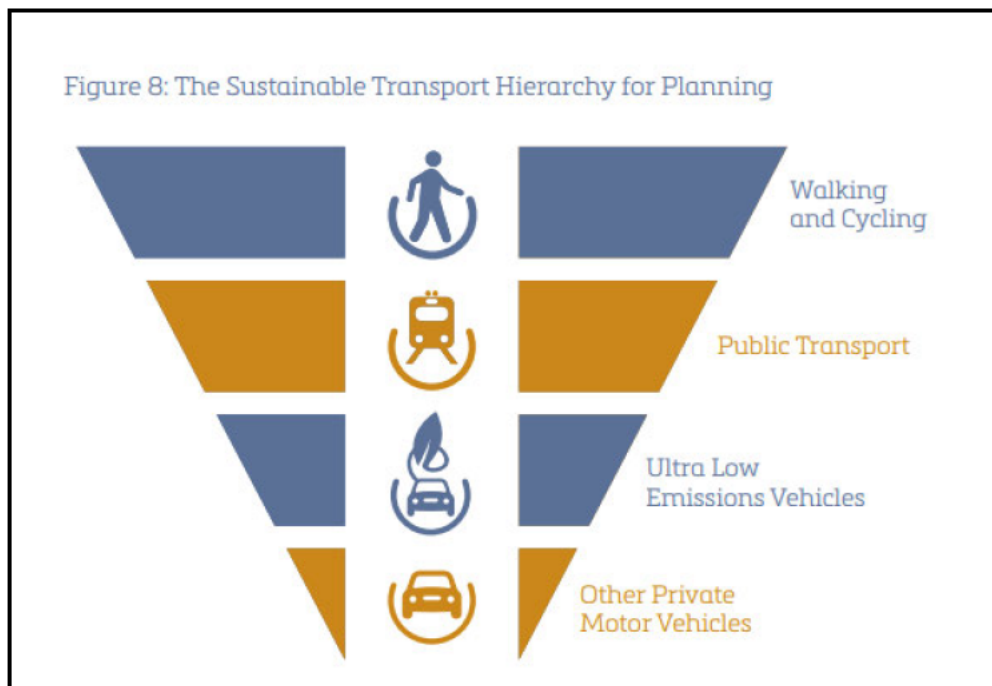 Figure 8: The Sustainable Transport Hierarchy for Planning
Walking
and Cycling
Public Transport
Ultra Low
Emissions Vehicles
Other Private
Motor Vehicles